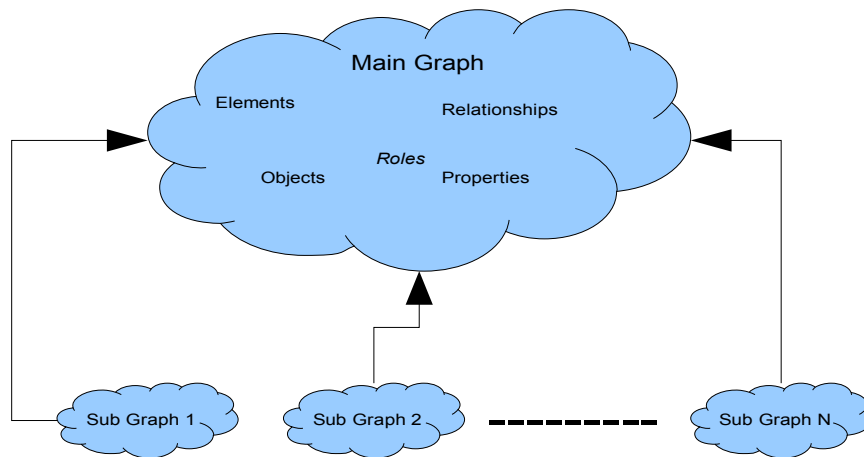 Main Graph
Elements
Relationships
Roles
Objects
Properties
Sub Graph 1
Sub Graph 2
Sub Graph N